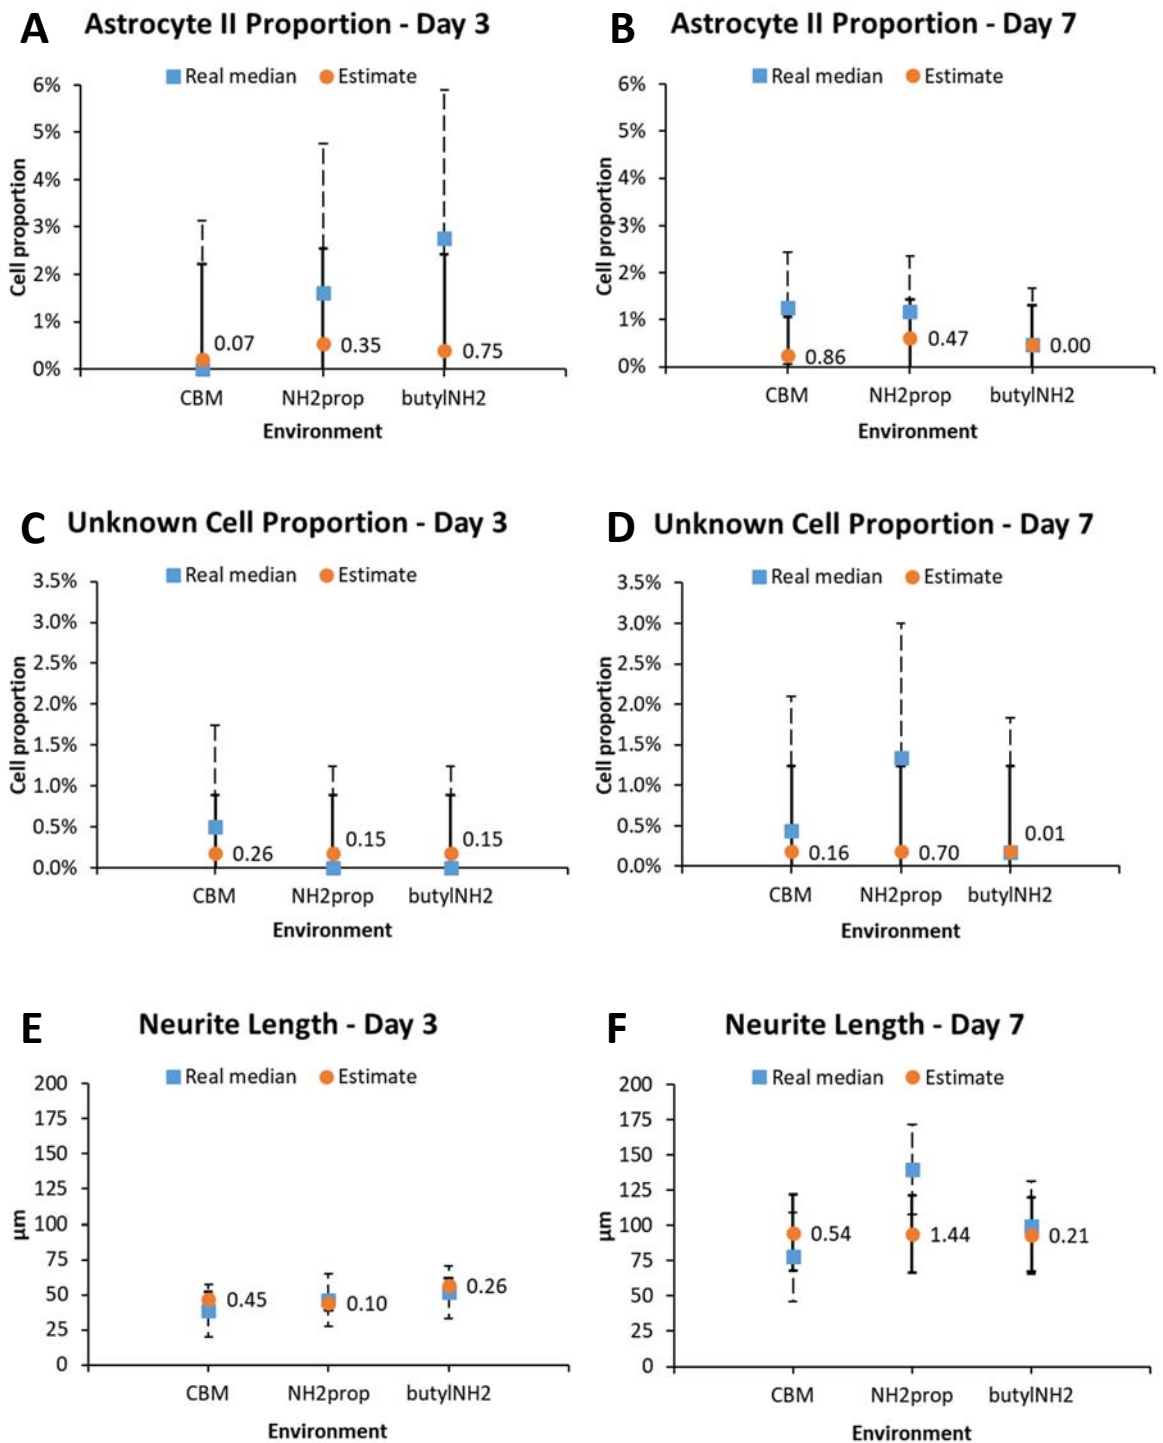 A Astrocyte II Proportion - Day 3
Real median Estimate
6%
5%
4%
3%
2%
1%
0%
Cell proportion
0.07
0.35
0.75
CBM NH2prop butylNH2
Environment
B Astrocyte II Proportion - Day 7
Real median Estimate
6%
5%
4%
3%
2%
1%
0%
Cell proportion
0.86
0.47
0.00
CBM NH2prop butylNH2
Environment
C Unknown Cell Proportion - Day 3
Real median Estimate
3.5%
3.0%
2.5%
2.0%
1.5%
1.0%
0.5%
0.0%
Cell proportion
0.26
0.15
0.15
CBM NH2prop butylNH2
Environment
D Unknown Cell Proportion - Day 7
Real median Estimate
3.5%
3.0%
2.5%
2.0%
1.5%
1.0%
0.5%
0.0%
Cell proportion
0.16
0.70
0.01
CBM NH2prop butylNH2
Environment
E Neurite Length - Day 3
Real median Estimate
200
175
150
125
100
75
50
25
0
µm
0.45
0.10
0.26
CBM NH2prop butylNH2
Environment
F Neurite Length - Day 7
Real median Estimate
200
175
150
125
100
75
50
25
0
µm
0.54
1.44
0.21
CBM NH2prop butylNH2
Environment